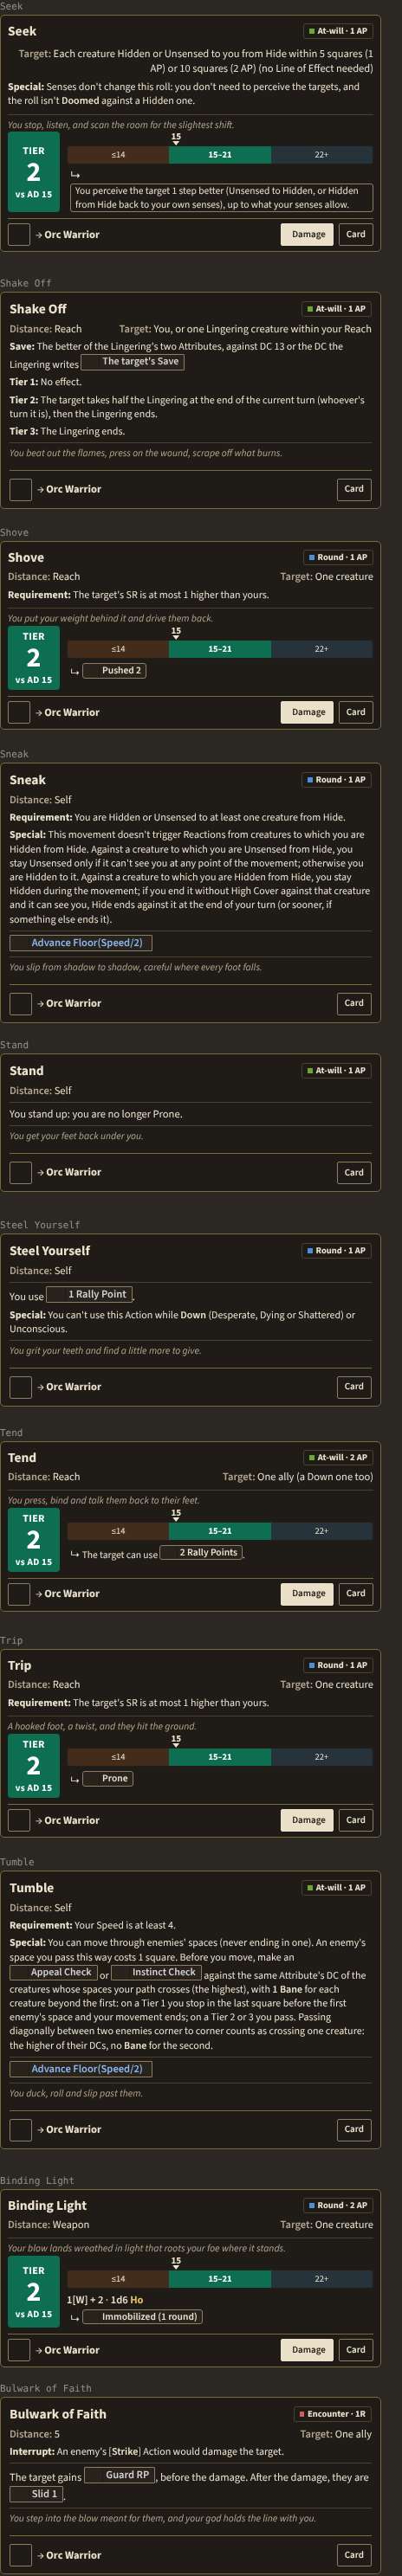 Seek
Seek
At-will · 1 AP
Target: Each creature Hidden or Unsensed to you from Hide within 5 squares (1
AP) or 10 squares (2 AP) (no Line of Effect needed)
Special: Senses don't change this roll: you don't need to perceive the targets, and
the roll isn't Doomed against a Hidden one.
You stop, listen, and scan the room for the slightest shift.
15
TIER
2
vs AD 15
≤14
15–21
22+
↪ You perceive the target 1 step better (Unsensed to Hidden, or Hidden
from Hide back to your own senses), up to what your senses allow.
→ Orc Warrior
Damage
Card
Shake Off
Shake Off
At-will · 1 AP
Distance: Reach
Target: You, or one Lingering creature within your Reach
Save: The better of the Lingering's two Attributes, against DC 13 or the DC the
Lingering writes The target's Save
Tier 1: No effect.
Tier 2: The target takes half the Lingering at the end of the current turn (whoever's
turn it is), then the Lingering ends.
Tier 3: The Lingering ends.
You beat out the flames, press on the wound, scrape off what burns.
→ Orc Warrior
Card
Shove
Shove
Round · 1 AP
Distance: Reach
Target: One creature
Requirement: The target's SR is at most 1 higher than yours.
You put your weight behind it and drive them back.
15
TIER
2
vs AD 15
≤14
15–21
22+
↪ Pushed 2
→ Orc Warrior
Damage
Card
Sneak
Sneak
Round · 1 AP
Distance: Self
Requirement: You are Hidden or Unsensed to at least one creature from Hide.
Special: This movement doesn't trigger Reactions from creatures to which you are
Hidden from Hide. Against a creature to which you are Unsensed from Hide, you
stay Unsensed only if it can't see you at any point of the movement; otherwise you
are Hidden to it. Against a creature to which you are Hidden from Hide, you stay
Hidden during the movement; if you end it without High Cover against that creature
and it can see you, Hide ends against it at the end of your turn (or sooner, if
something else ends it).
Advance Floor(Speed/2)
You slip from shadow to shadow, careful where every foot falls.
→ Orc Warrior
Card
Stand
Stand
At-will · 1 AP
Distance: Self
You stand up: you are no longer Prone.
You get your feet back under you.
→ Orc Warrior
Card
Steel Yourself
Steel Yourself
Round · 1 AP
Distance: Self
You use 1 Rally Point.
Special: You can't use this Action while Down (Desperate, Dying or Shattered) or
Unconscious.
You grit your teeth and find a little more to give.
→ Orc Warrior
Card
Tend
Tend
At-will · 2 AP
Distance: Reach
Target: One ally (a Down one too)
You press, bind and talk them back to their feet.
15
TIER
2
vs AD 15
≤14
15–21
22+
↪ The target can use 2 Rally Points.
→ Orc Warrior
Damage
Card
Trip
Trip
Round · 1 AP
Distance: Reach
Target: One creature
Requirement: The target's SR is at most 1 higher than yours.
A hooked foot, a twist, and they hit the ground.
15
TIER
2
vs AD 15
≤14
15–21
22+
↪ Prone
→ Orc Warrior
Damage
Card
Tumble
Tumble
At-will · 1 AP
Distance: Self
Requirement: Your Speed is at least 4.
Special: You can move through enemies' spaces (never ending in one). An enemy's
space you pass this way costs 1 square. Before you move, make an
Appeal Check or Instinct Check against the same Attribute's DC of the
creatures whose spaces your path crosses (the highest), with 1 Bane for each
creature beyond the first: on a Tier 1 you stop in the last square before the first
enemy's space and your movement ends; on a Tier 2 or 3 you pass. Passing
diagonally between two enemies corner to corner counts as crossing one creature:
the higher of their DCs, no Bane for the second.
Advance Floor(Speed/2)
You duck, roll and slip past them.
→ Orc Warrior
Card
Binding Light
Binding Light
Round · 2 AP
Distance: Weapon
Target: One creature
Your blow lands wreathed in light that roots your foe where it stands.
15
TIER
2
vs AD 15
≤14
15–21
22+
1[W] + 2 · 1d6 Ho
↪ Immobilized (1 round)
→ Orc Warrior
Damage
Card
Bulwark of Faith
Bulwark of Faith
Encounter · 1R
Distance: 5
Target: One ally
Interrupt: An enemy's [Strike] Action would damage the target.
The target gains Guard RP, before the damage. After the damage, they are
Slid 1.
You step into the blow meant for them, and your god holds the line with you.
→ Orc Warrior
Card